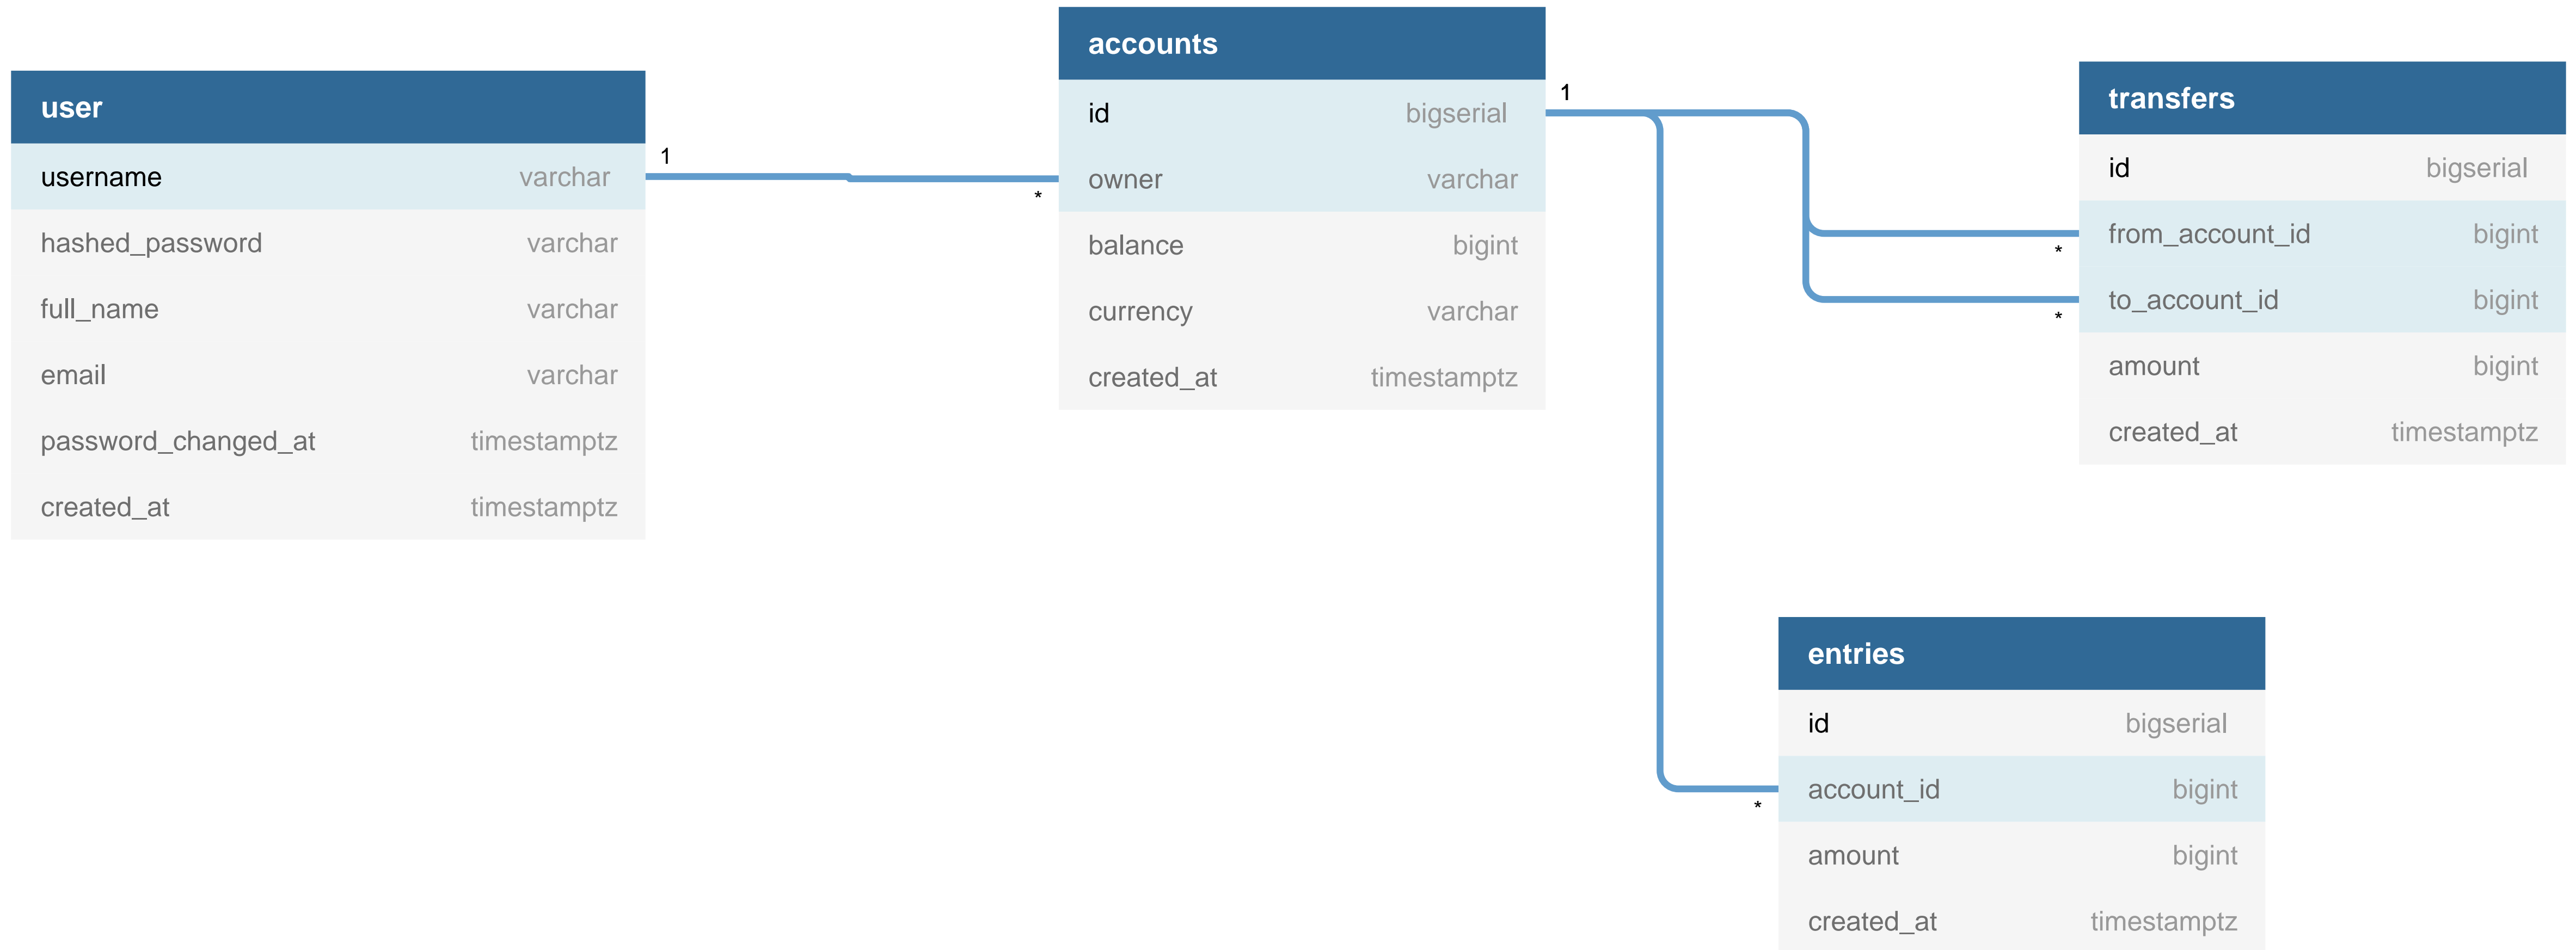 user
username varchar
hashed_password varchar
full_name varchar
email varchar
password_changed_at timestamptz
created_at timestamptz
1
*
accounts
id bigserial
owner varchar
balance bigint
currency varchar
created_at timestamptz
1
*
*
*
transfers
id bigserial
from_account_id bigint
to_account_id bigint
amount bigint
created_at timestamptz
entries
id bigserial
account_id bigint
amount bigint
created_at timestamptz